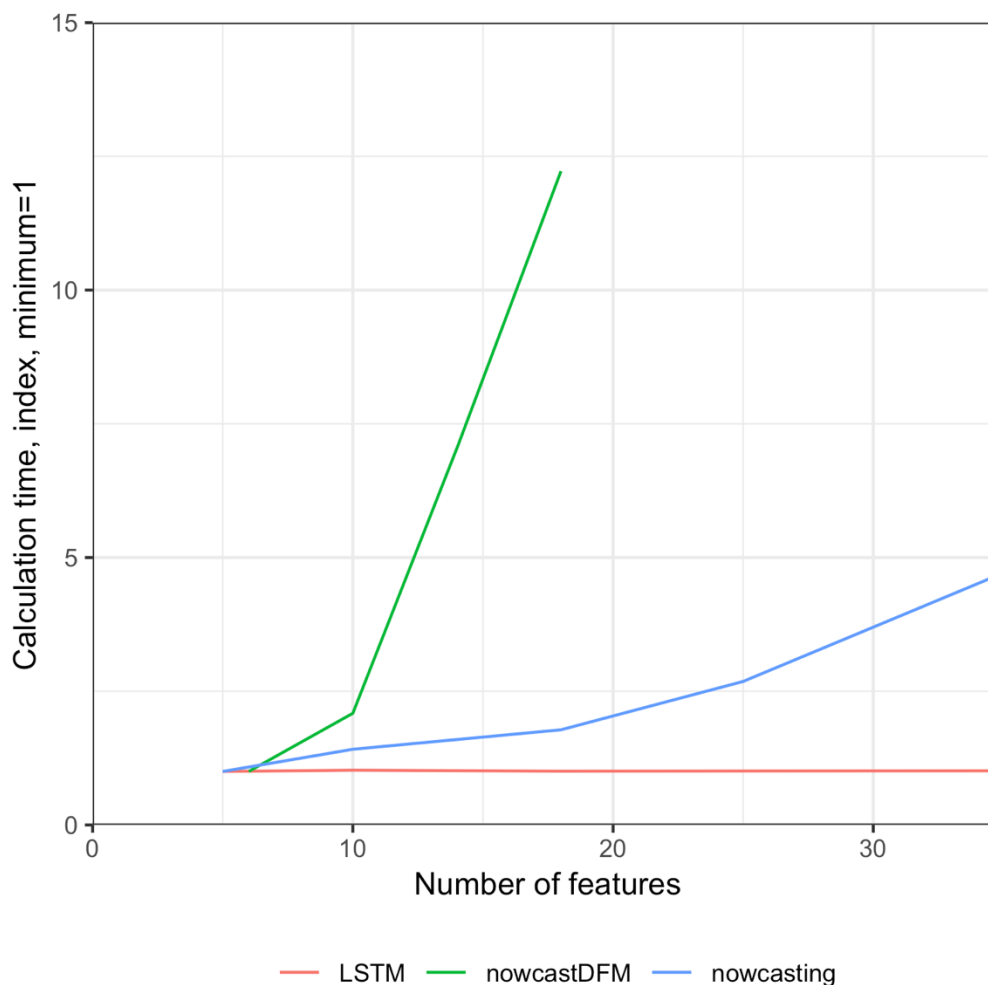 15
10
5
0
Calculation time, index, minimum=1
0 10 20 30
Number of features
LSTM nowcastDFM nowcasting